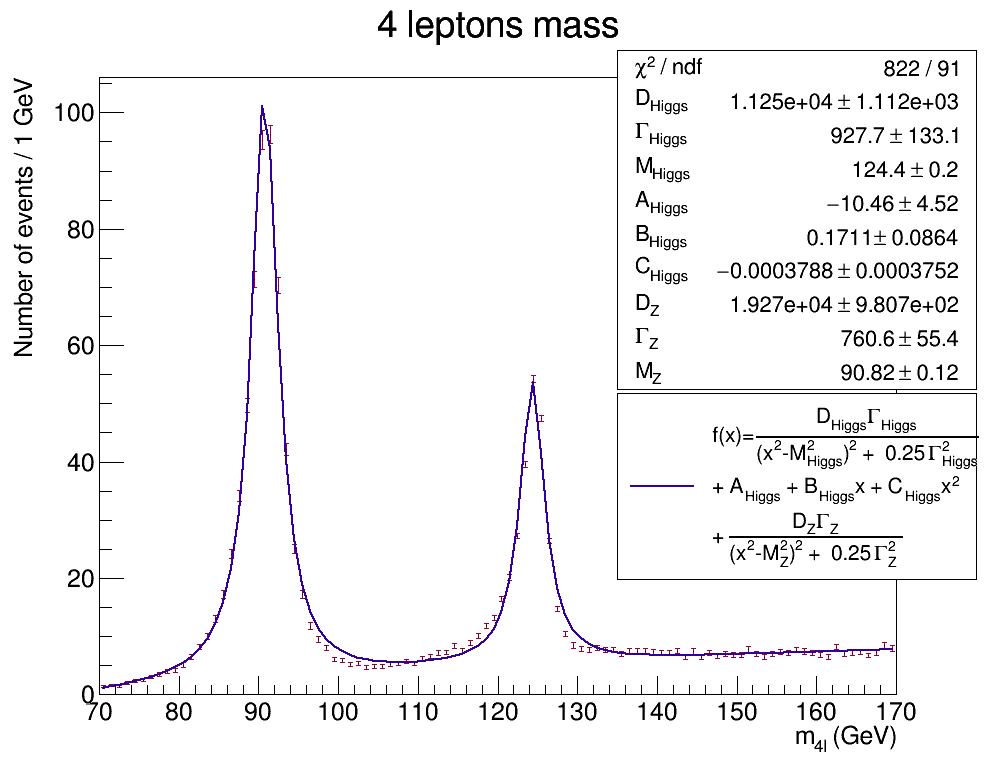 4 leptons mass
χ² / ndf 822 / 91
D_Higgs 1.125e+04 ± 1.112e+03
Γ_Higgs 927.7 ± 133.1
M_Higgs 124.4 ± 0.2
A_Higgs −10.46 ± 4.52
B_Higgs 0.1711± 0.0864
C_Higgs −0.0003788 ± 0.0003752
D_Z 1.927e+04 ± 9.807e+02
Γ_Z 760.6 ± 55.4
M_Z 90.82 ± 0.12
f(x)= D_Higgs Γ_Higgs / (x²-M²_Higgs)² + 0.25 Γ²_Higgs
+ A_Higgs + B_Higgs x + C_Higgs x²
+ D_Z Γ_Z / (x²-M²_Z)² + 0.25 Γ²_Z
Number of events / 1 GeV
100
80
60
40
20
0
70 80 90 100 110 120 130 140 150 160 170
m_4l (GeV)